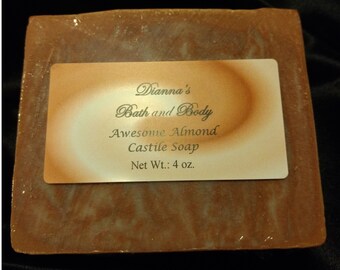 Dianna's
Bath and Body
Awesome Almond
Castile Soap
Net Wt.: 4 oz.